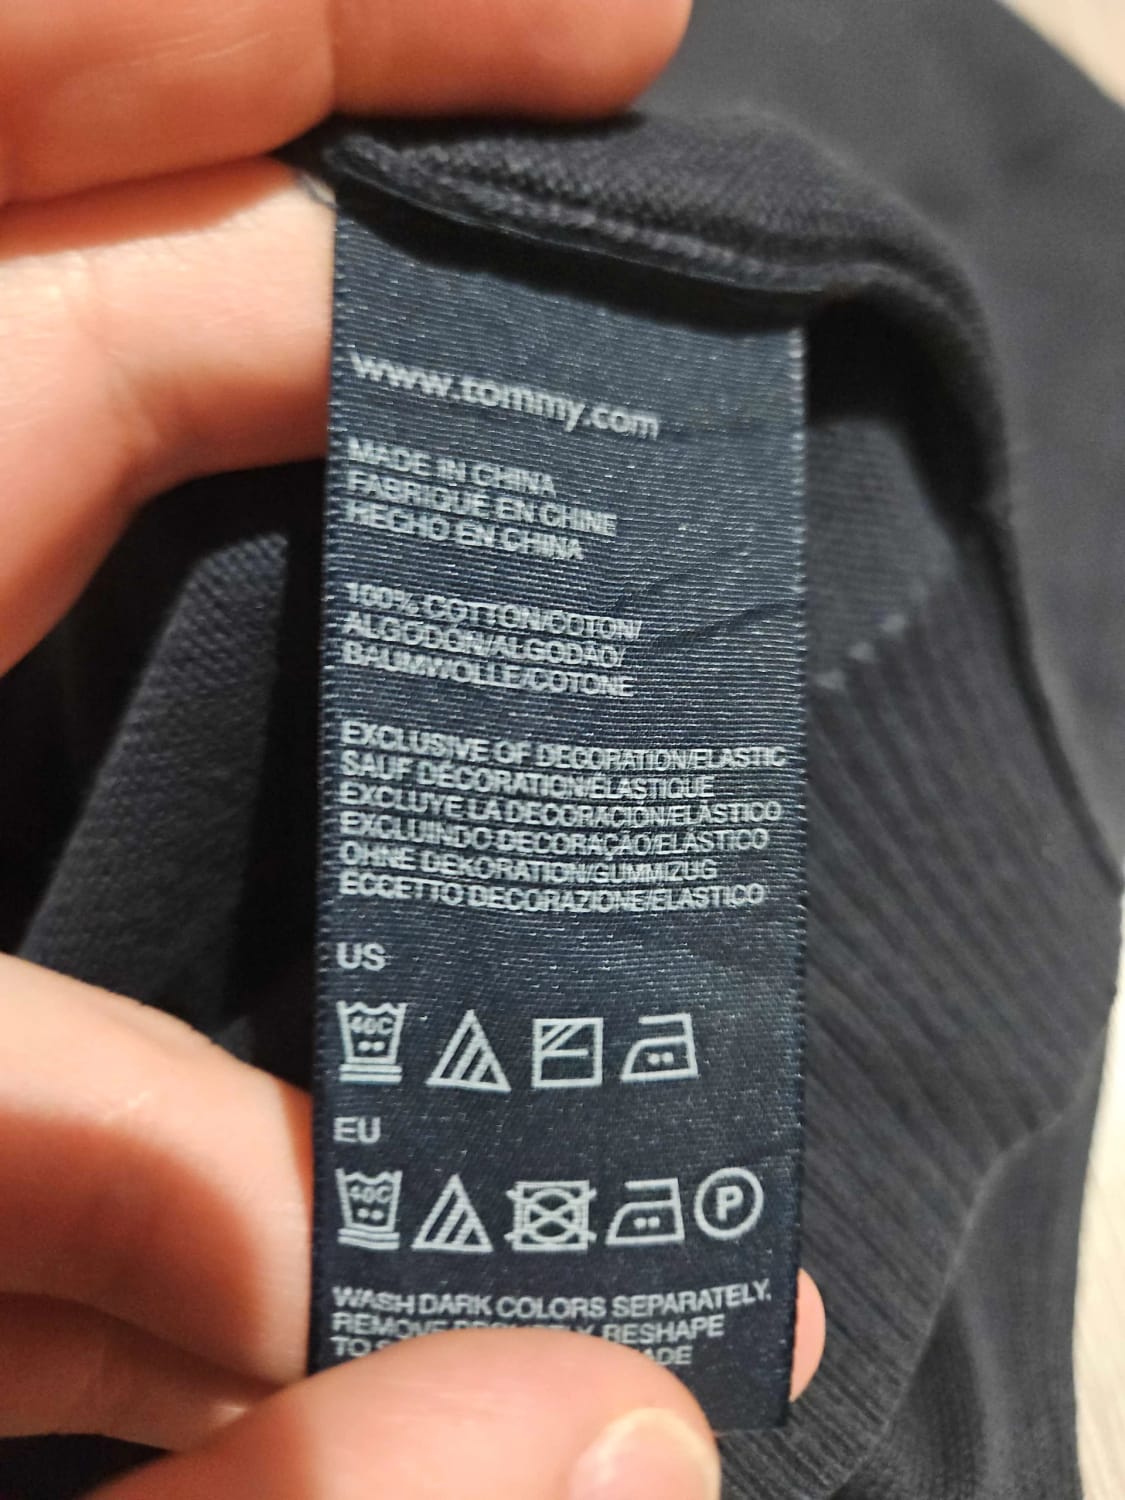 www.tommy.com
MADE IN CHINA
FABRIQUÉ EN CHINE
HECHO EN CHINA
100% COTTON/COTON/
ALGODÓN/ALGODÃO/
BAUMWOLLE/COTONE
EXCLUSIVE OF DECORATION/ELASTIC
SAUF DÉCORATION/ÉLASTIQUE
EXCLUYE LA DECORACIÓN/ELÁSTICO
EXCLUINDO DECORAÇÃO/ELÁSTICO
OHNE DEKORATION/GUMMIZUG
ECCETTO DECORAZIONE/ELASTICO
US
40C
EU
40C
P
WASH DARK COLORS SEPARATELY.
REMOVE RESHAPE
TO